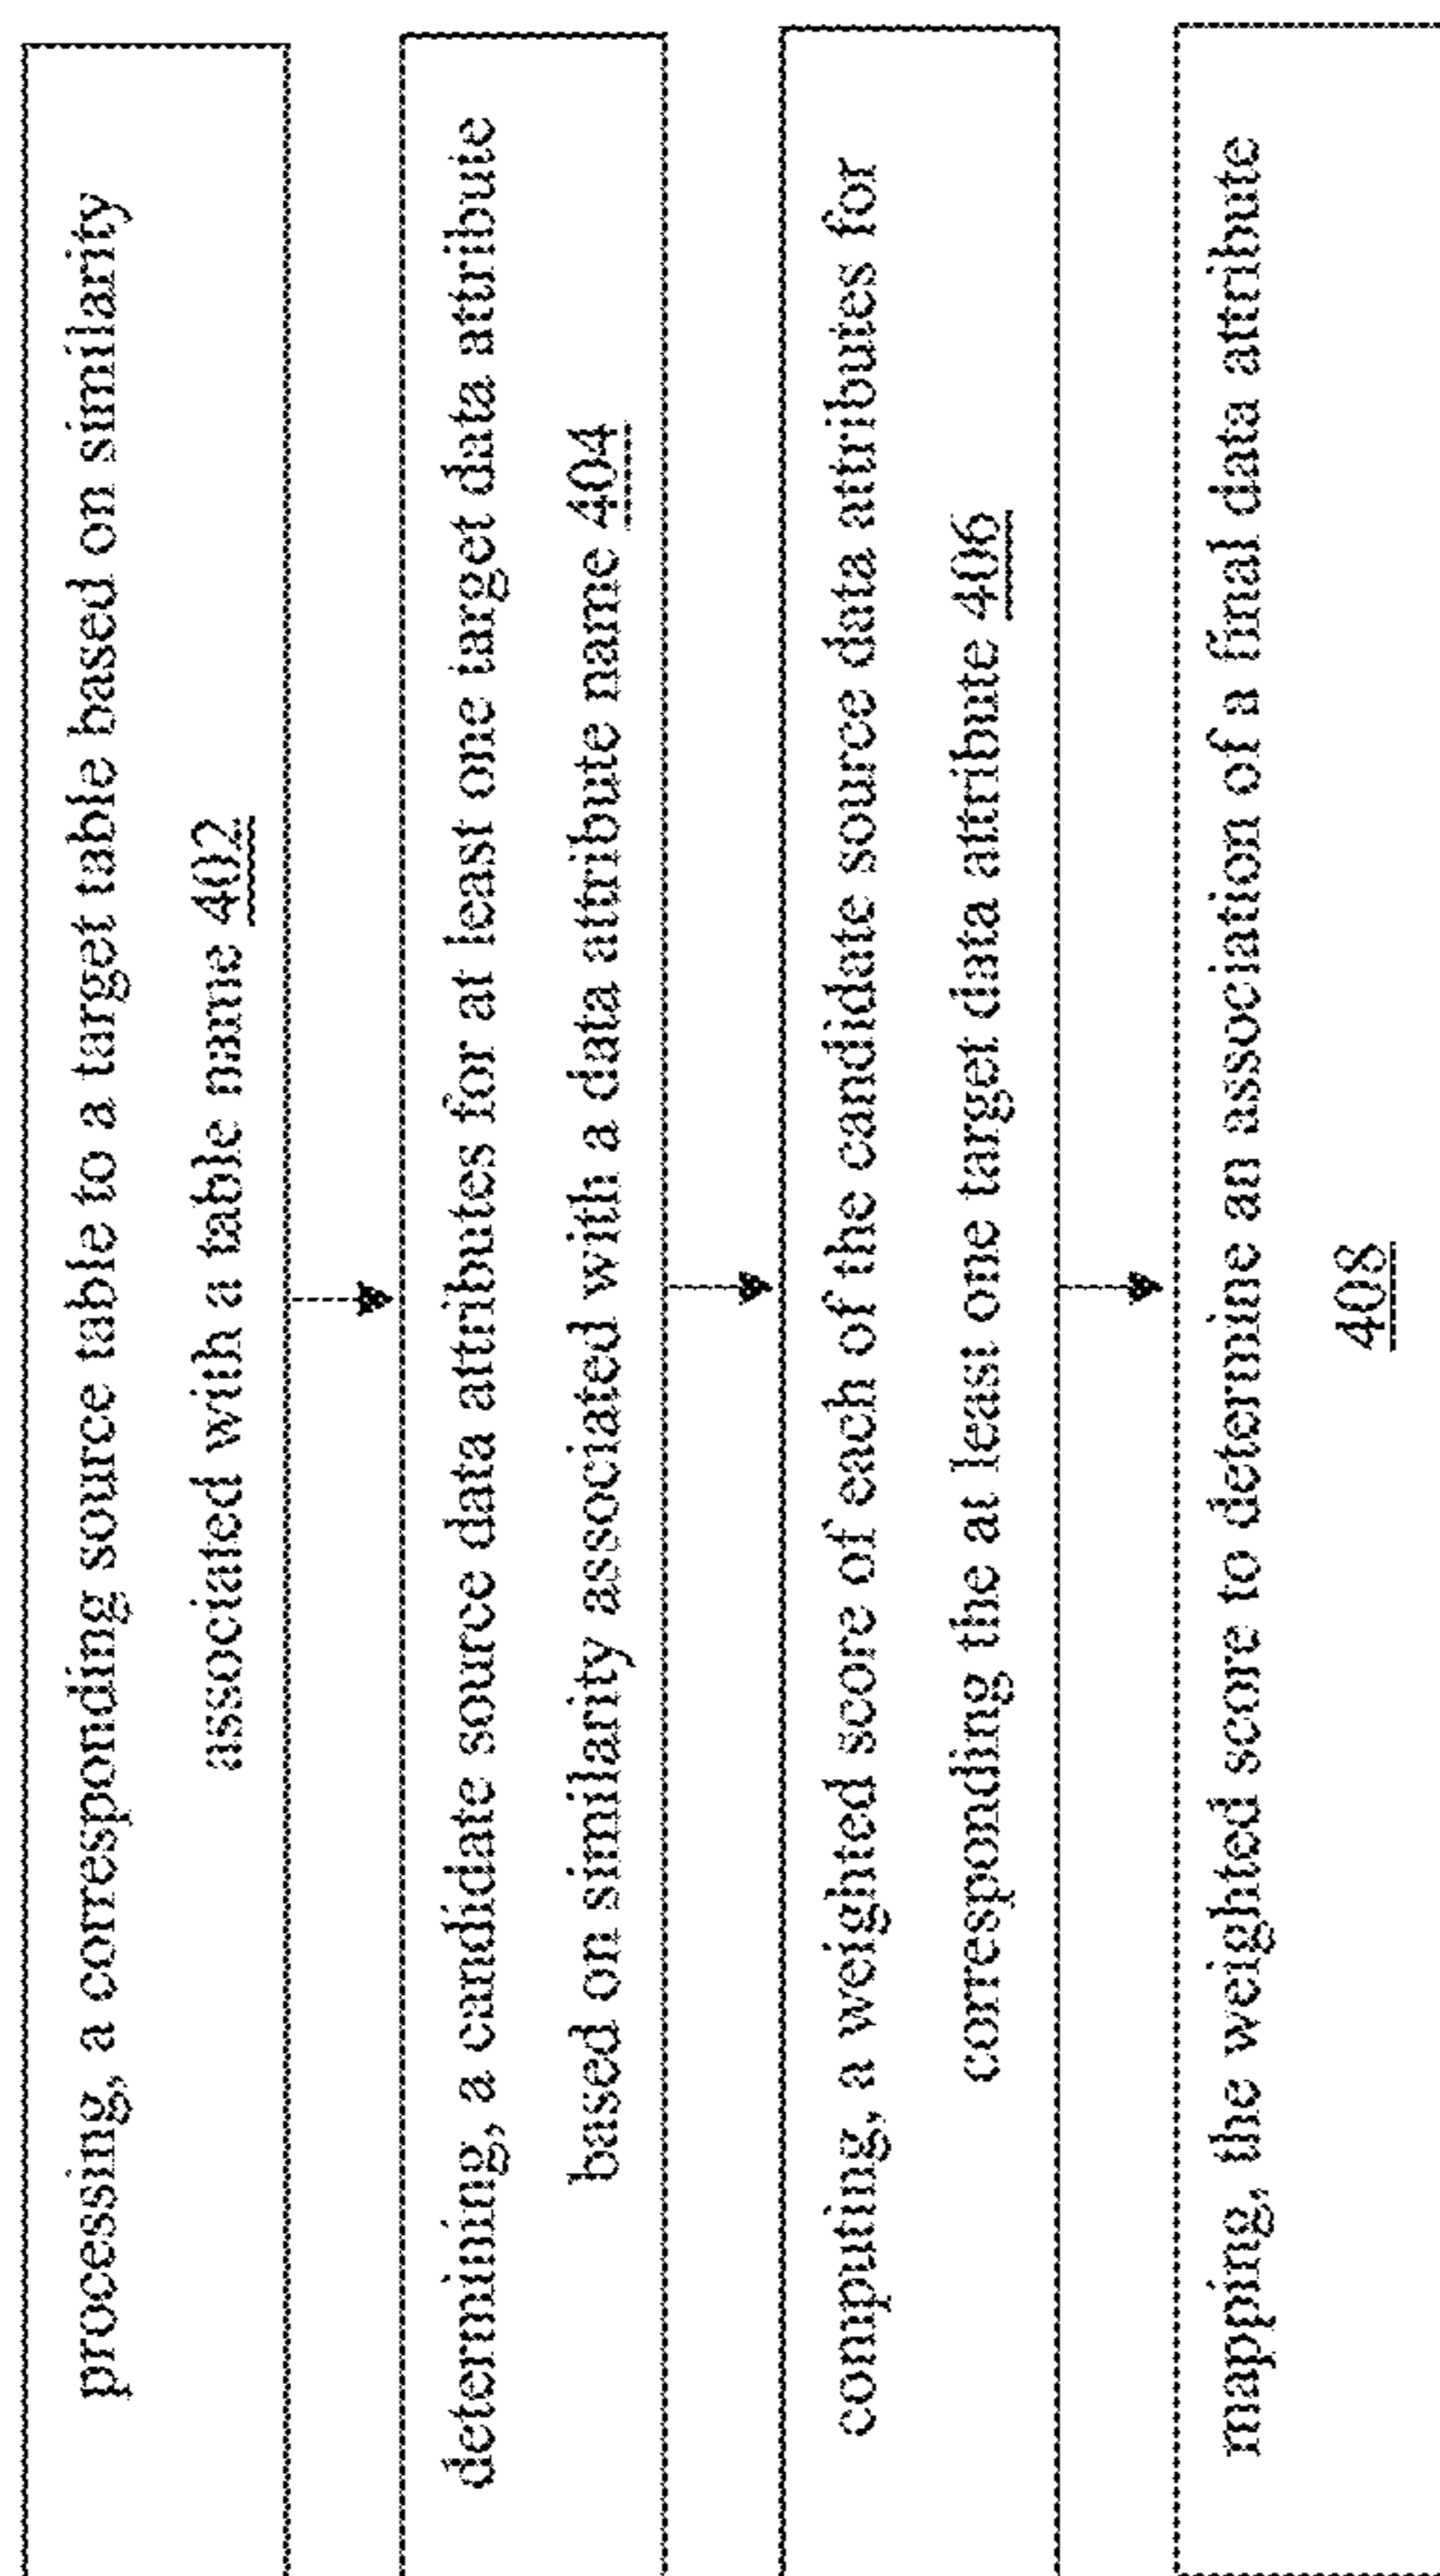 processing, a corresponding source table to a target table based on similarity
associated with a table name 402
determining, a candidate source data attributes for at least one target data attribute
based on similarity associated with a data attribute name 404
computing, a weighted score of each of the candidate source data attributes for
corresponding the at least one target data attribute 406
mapping, the weighted score to determine an association of a final data attribute
408